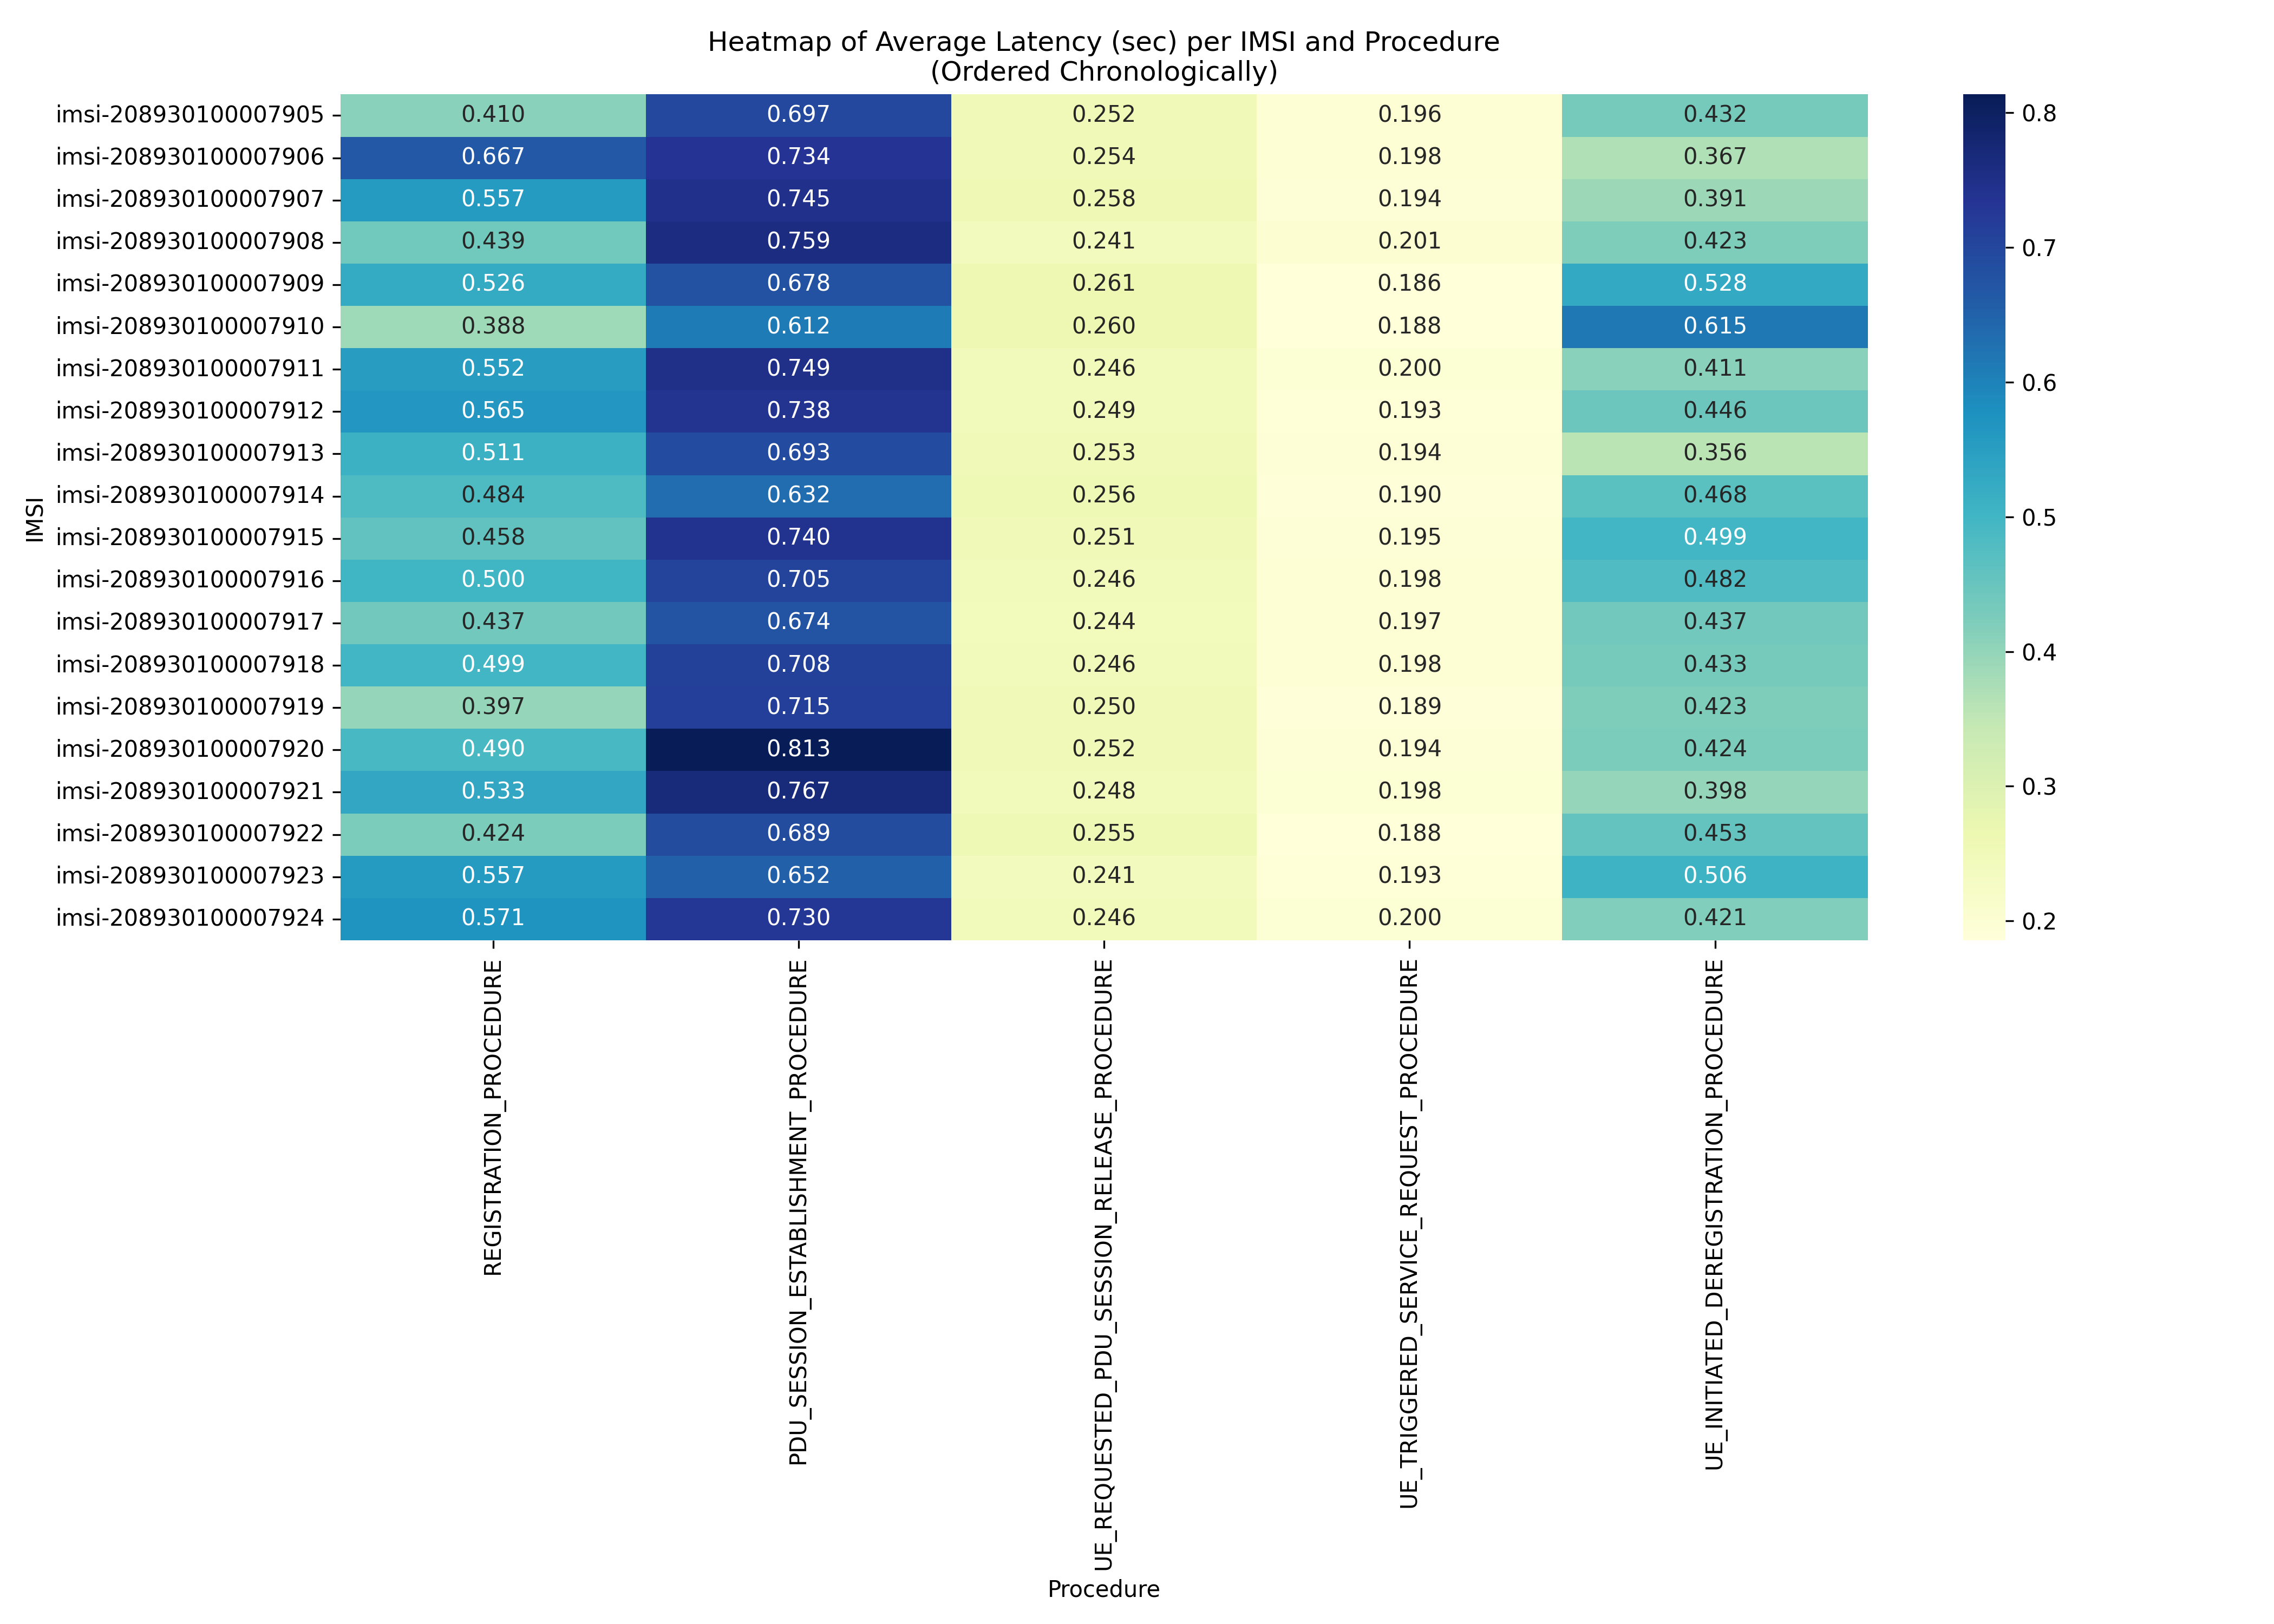 Heatmap of Average Latency (sec) per IMSI and Procedure
(Ordered Chronologically)
IMSI
imsi-208930100007905 0.410 0.697 0.252 0.196 0.432
imsi-208930100007906 0.667 0.734 0.254 0.198 0.367
imsi-208930100007907 0.557 0.745 0.258 0.194 0.391
imsi-208930100007908 0.439 0.759 0.241 0.201 0.423
imsi-208930100007909 0.526 0.678 0.261 0.186 0.528
imsi-208930100007910 0.388 0.612 0.260 0.188 0.615
imsi-208930100007911 0.552 0.749 0.246 0.200 0.411
imsi-208930100007912 0.565 0.738 0.249 0.193 0.446
imsi-208930100007913 0.511 0.693 0.253 0.194 0.356
imsi-208930100007914 0.484 0.632 0.256 0.190 0.468
imsi-208930100007915 0.458 0.740 0.251 0.195 0.499
imsi-208930100007916 0.500 0.705 0.246 0.198 0.482
imsi-208930100007917 0.437 0.674 0.244 0.197 0.437
imsi-208930100007918 0.499 0.708 0.246 0.198 0.433
imsi-208930100007919 0.397 0.715 0.250 0.189 0.423
imsi-208930100007920 0.490 0.813 0.252 0.194 0.424
imsi-208930100007921 0.533 0.767 0.248 0.198 0.398
imsi-208930100007922 0.424 0.689 0.255 0.188 0.453
imsi-208930100007923 0.557 0.652 0.241 0.193 0.506
imsi-208930100007924 0.571 0.730 0.246 0.200 0.421
REGISTRATION_PROCEDURE
PDU_SESSION_ESTABLISHMENT_PROCEDURE
UE_REQUESTED_PDU_SESSION_RELEASE_PROCEDURE
UE_TRIGGERED_SERVICE_REQUEST_PROCEDURE
UE_INITIATED_DEREGISTRATION_PROCEDURE
Procedure
0.8
0.7
0.6
0.5
0.4
0.3
0.2